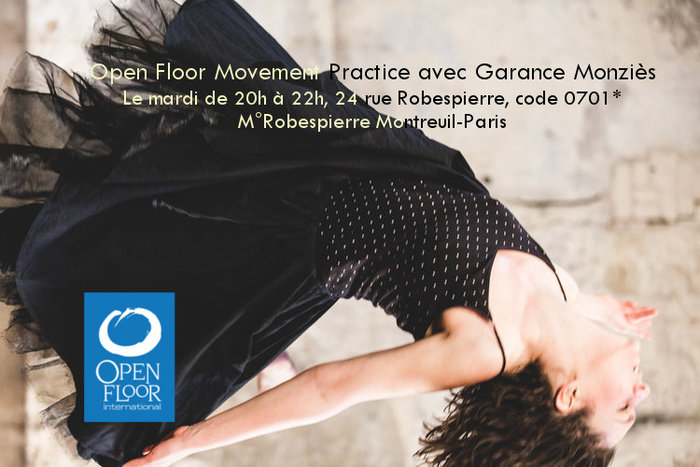 Open Floor Movement Practice avec Garance Monziès
Le mardi de 20h à 22h, 24 rue Robespierre, code 0701*
M°Robespierre Montreuil-Paris
OPEN
FLOOR
international